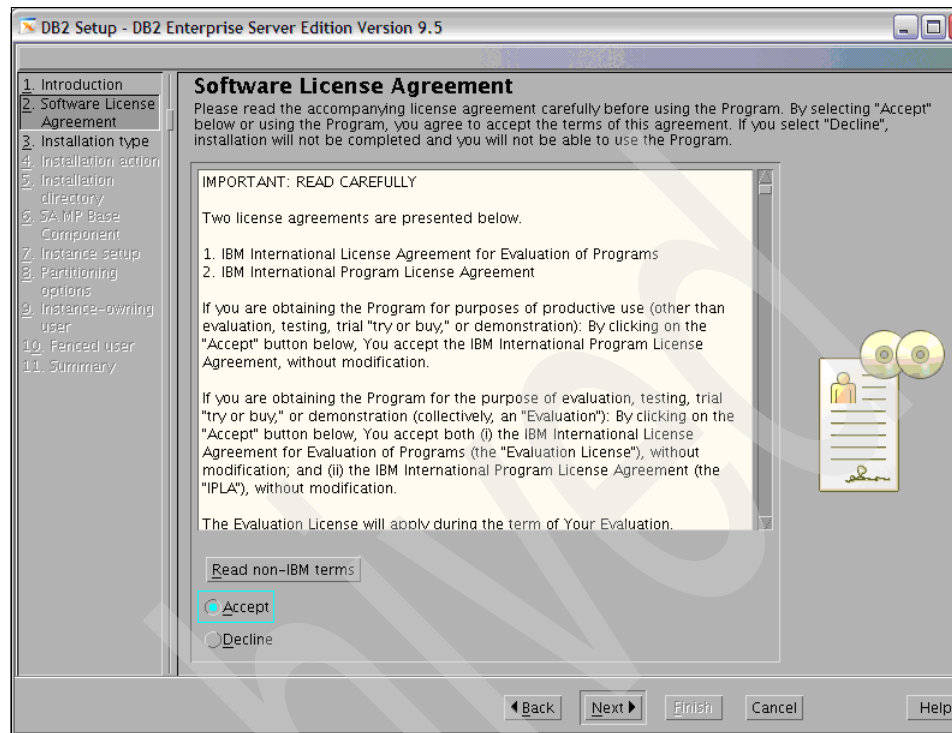 DB2 Setup - DB2 Enterprise Server Edition Version 9.5
1. Introduction
2. Software License
Agreement
3. Installation type
4. Installation action
5. Installation
directory
6. SA MP Base
Component
7. Instance setup
8. Partitioning
options
9. Instance-owning
user
10. Fenced user
11. Summary
Software License Agreement
Please read the accompanying license agreement carefully before using the Program. By selecting "Accept"
below or using the Program, you agree to accept the terms of this agreement. If you select "Decline",
installation will not be completed and you will not be able to use the Program.
IMPORTANT: READ CAREFULLY
Two license agreements are presented below.
1. IBM International License Agreement for Evaluation of Programs
2. IBM International Program License Agreement
If you are obtaining the Program for purposes of productive use (other than
evaluation, testing, trial "try or buy," or demonstration): By clicking on the
"Accept" button below, You accept the IBM International Program License
Agreement, without modification.
If you are obtaining the Program for the purpose of evaluation, testing, trial
"try or buy," or demonstration (collectively, an "Evaluation"): By clicking on the
"Accept" button below, You accept both (i) the IBM International License
Agreement for Evaluation of Programs (the "Evaluation License"), without
modification; and (ii) the IBM International Program License Agreement (the
"IPLA"), without modification.
The Evaluation License will apply during the term of Your Evaluation.
Read non-IBM terms
Accept
Decline
Back
Next
Finish
Cancel
Help